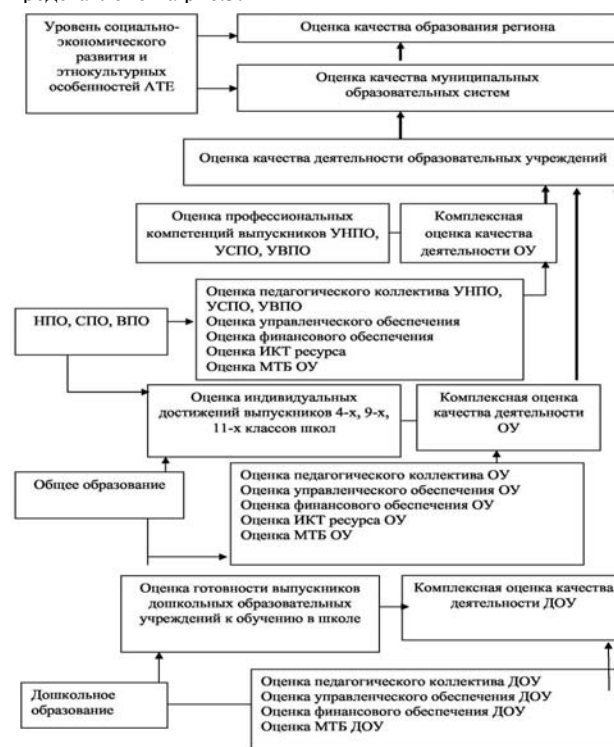 Уровень социально-
экономического
развития и
этнокультурных
особенностей АТЕ
Оценка качества образования региона
Оценка качества муниципальных
образовательных систем
Оценка качества деятельности образовательных учреждений
Оценка профессиональных
компетенций выпускников УНПО,
УСПО, УВПО
Комплексная
оценка качества
деятельности ОУ
НПО, СПО, ВПО
Оценка педагогического коллектива УНПО,
УСПО, УВПО
Оценка управленческого обеспечения
Оценка финансового обеспечения
Оценка ИКТ ресурса
Оценка МТБ ОУ
Оценка индивидуальных
достижений выпускников 4-х, 9-х,
11-х классов школ
Комплексная оценка
качества деятельности
ОУ
Общее образование
Оценка педагогического коллектива ОУ
Оценка управленческого обеспечения ОУ
Оценка финансового обеспечения ОУ
Оценка ИКТ ресурса ОУ
Оценка МТБ ОУ
Оценка готовности выпускников
дошкольных образовательных
учреждений к обучению в школе
Комплексная оценка качества
деятельности ДОУ
Дошкольное
образование
Оценка педагогического коллектива ДОУ
Оценка управленческого обеспечения ДОУ
Оценка финансового обеспечения ДОУ
Оценка МТБ ДОУ